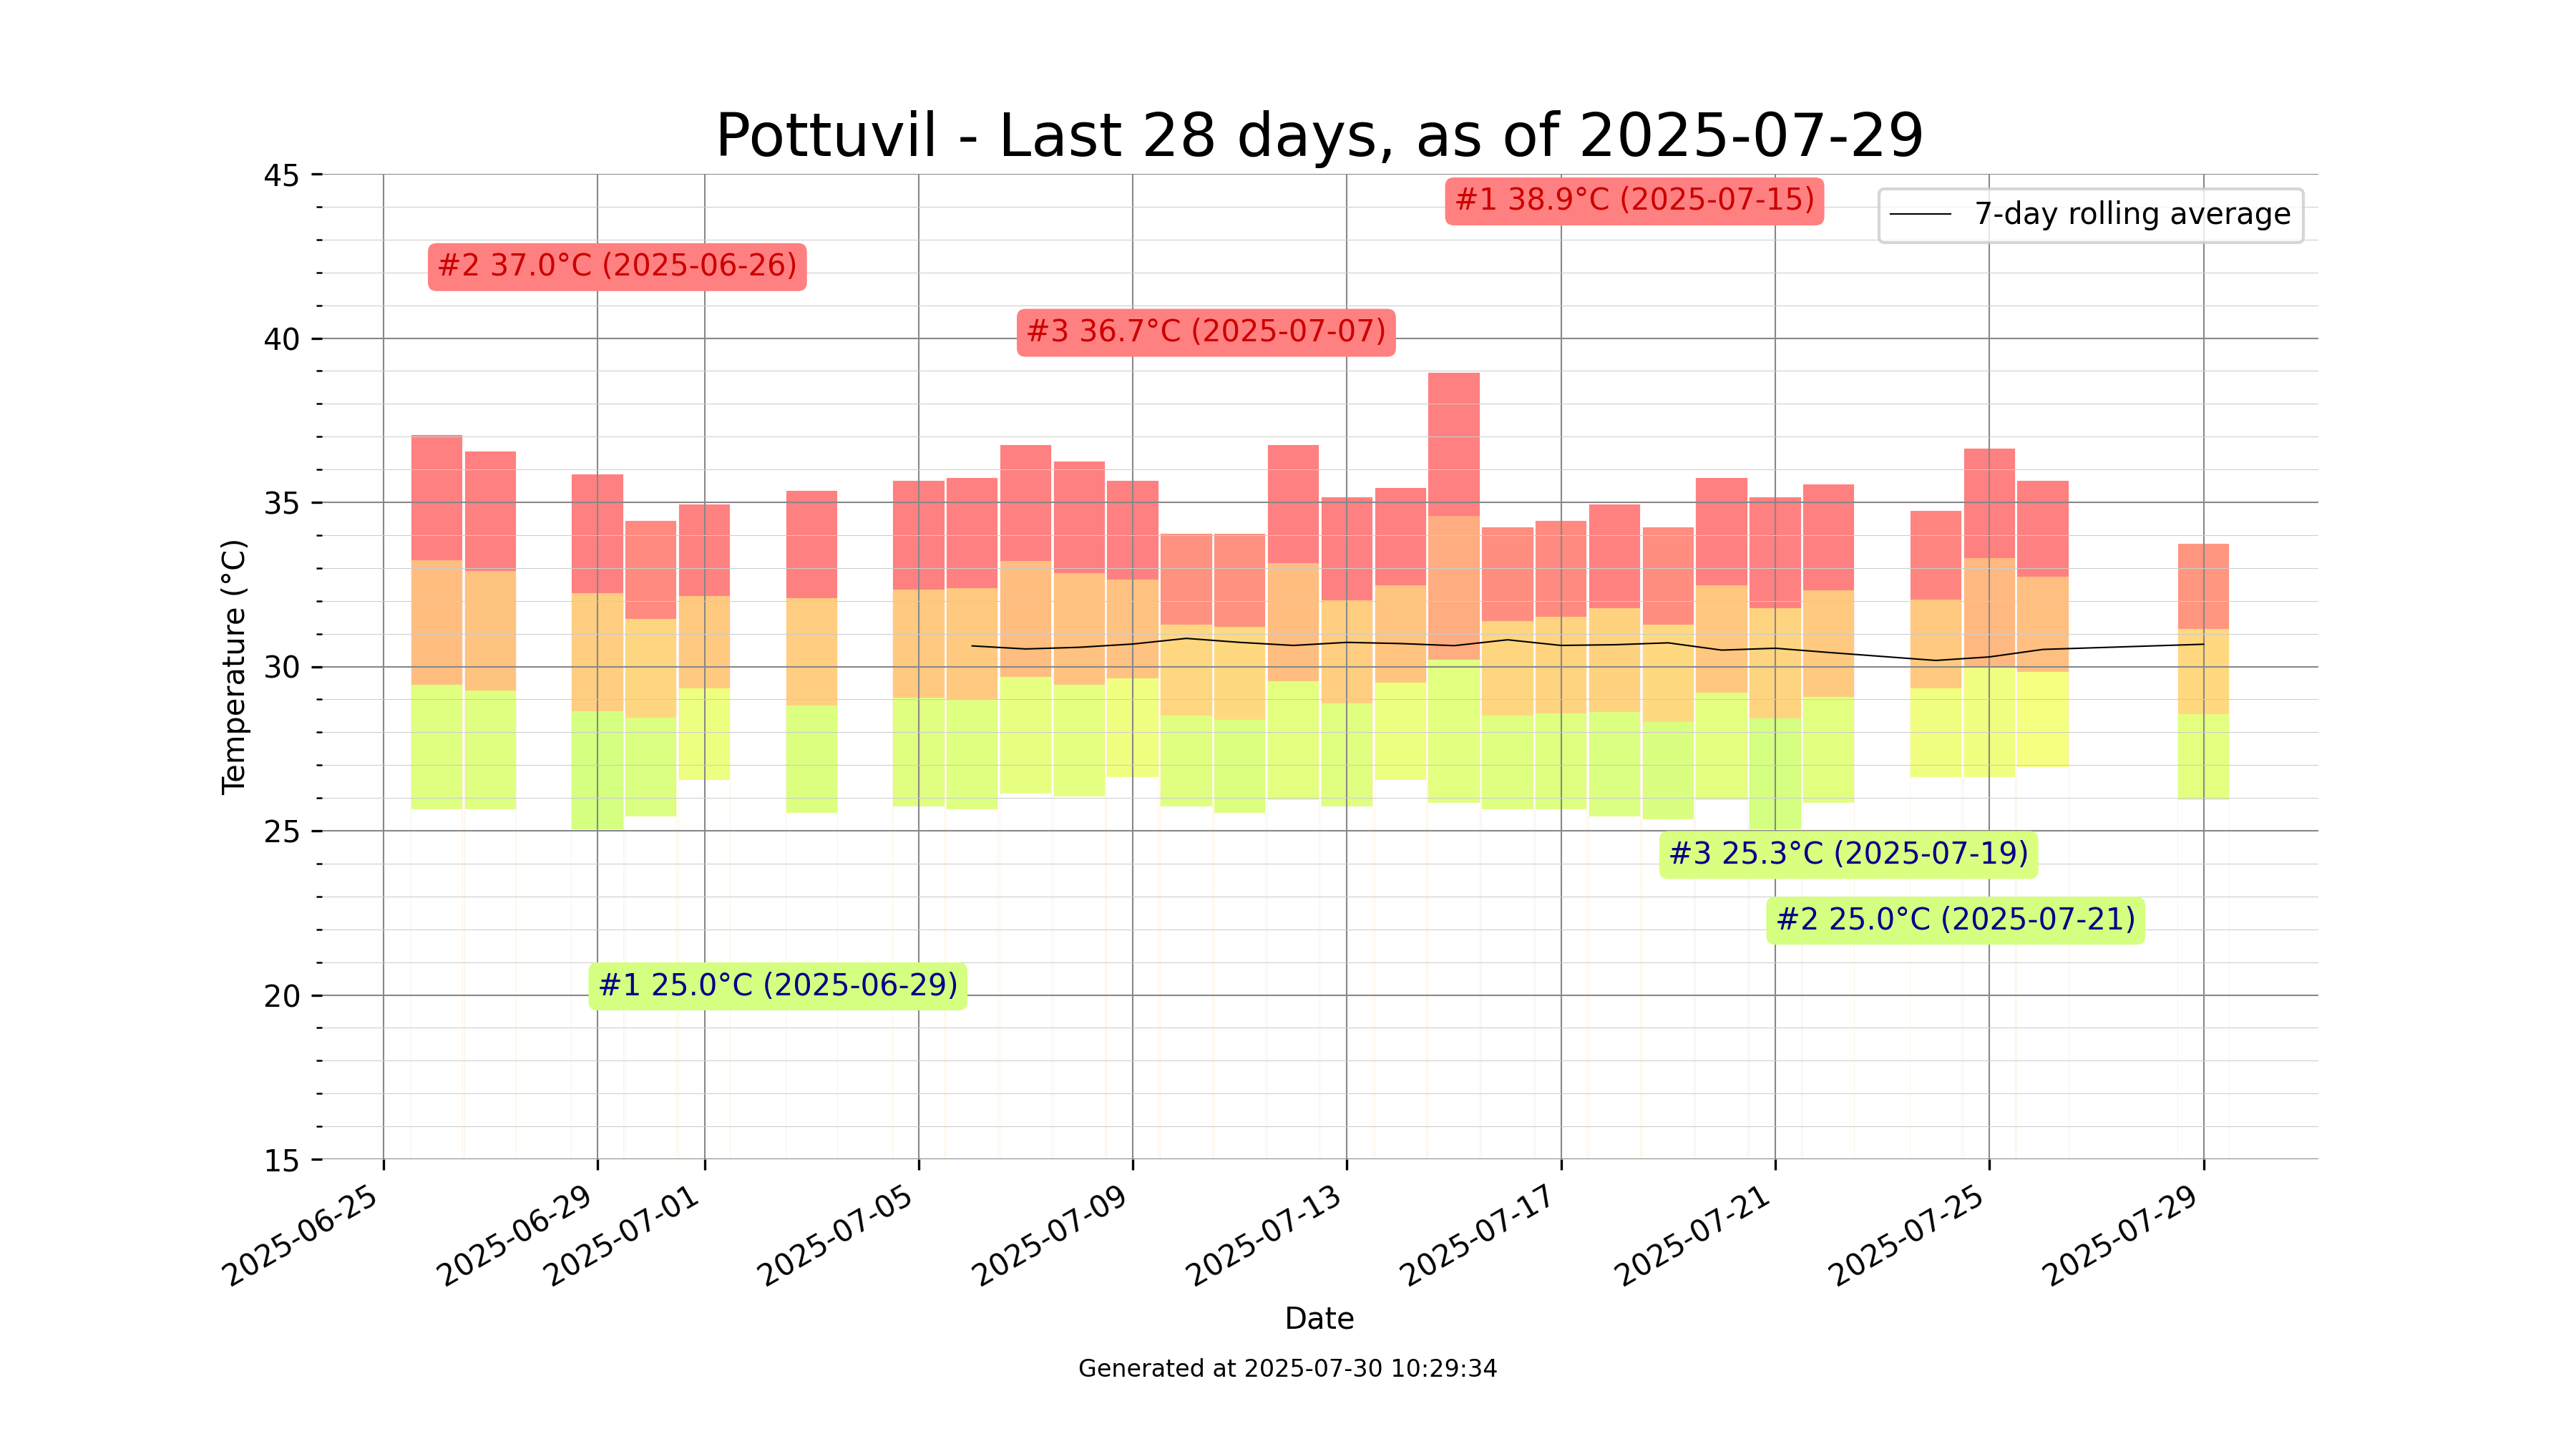 Pottuvil - Last 28 days, as of 2025-07-29
45
40
35
30
25
20
15
Temperature (°C)
#1 38.9°C (2025-07-15)
7-day rolling average
#2 37.0°C (2025-06-26)
#3 36.7°C (2025-07-07)
#3 25.3°C (2025-07-19)
#2 25.0°C (2025-07-21)
#1 25.0°C (2025-06-29)
2025-06-25
2025-06-29
2025-07-01
2025-07-05
2025-07-09
2025-07-13
2025-07-17
2025-07-21
2025-07-25
2025-07-29
Date
Generated at 2025-07-30 10:29:34